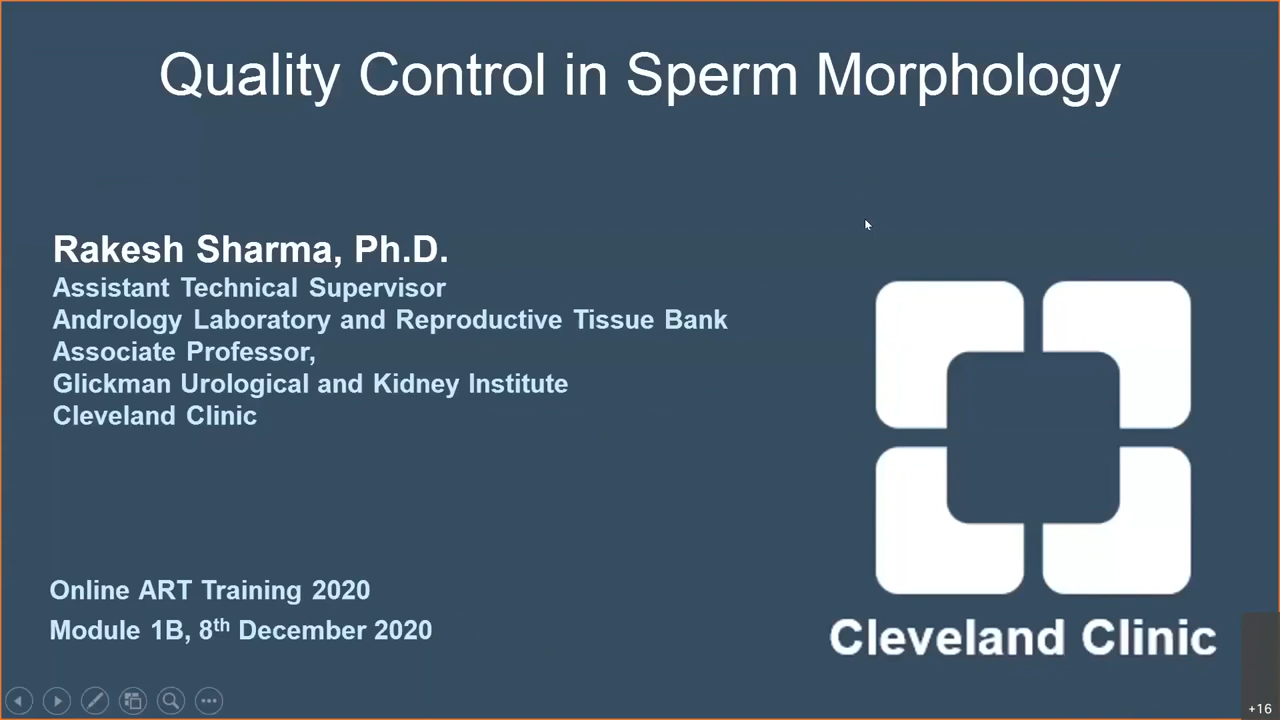 Quality Control in Sperm Morphology
Rakesh Sharma, Ph.D.
Assistant Technical Supervisor
Andrology Laboratory and Reproductive Tissue Bank
Associate Professor,
Glickman Urological and Kidney Institute
Cleveland Clinic
Online ART Training 2020
Module 1B, 8th December 2020
Cleveland Clinic
+16